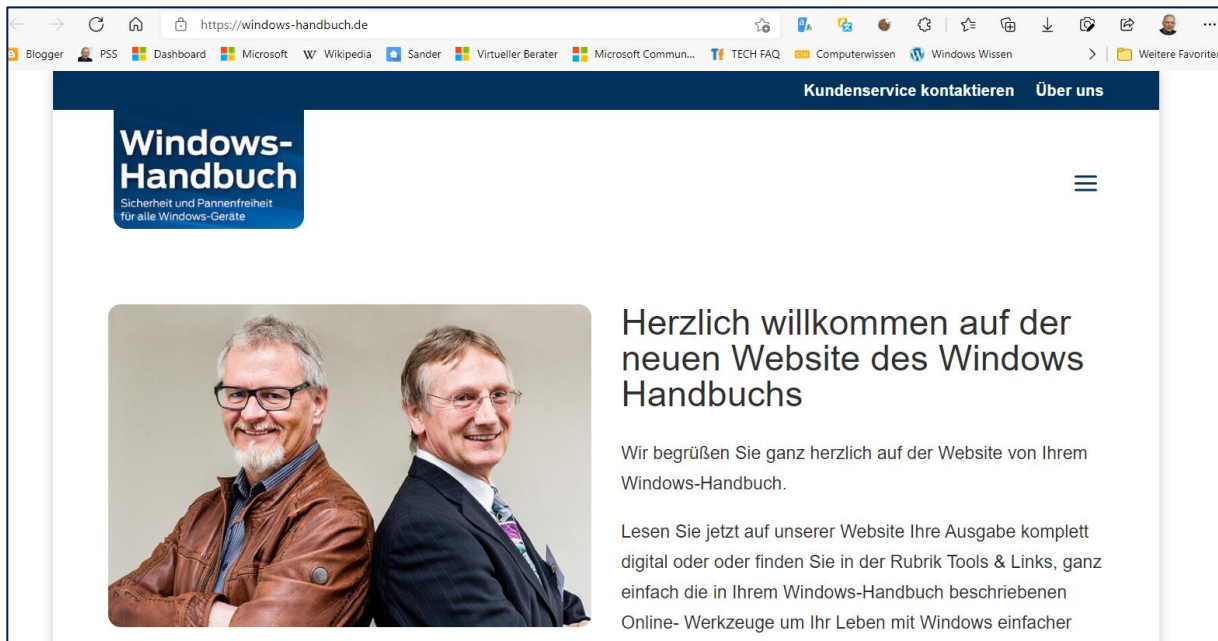 https://windows-handbuch.de
Blogger PSS Dashboard Microsoft W Wikipedia Sander Virtueller Berater Microsoft Commun... TF TECH FAQ Computerwissen Windows Wissen Weitere Favoriten
Kundenservice kontaktieren Über uns
Windows-
Handbuch
Sicherheit und Pannenfreiheit
für alle Windows-Geräte
Herzlich willkommen auf der
neuen Website des Windows
Handbuchs
Wir begrüßen Sie ganz herzlich auf der Website von Ihrem
Windows-Handbuch.
Lesen Sie jetzt auf unserer Website Ihre Ausgabe komplett
digital oder oder finden Sie in der Rubrik Tools & Links, ganz
einfach die in Ihrem Windows-Handbuch beschriebenen
Online- Werkzeuge um Ihr Leben mit Windows einfacher